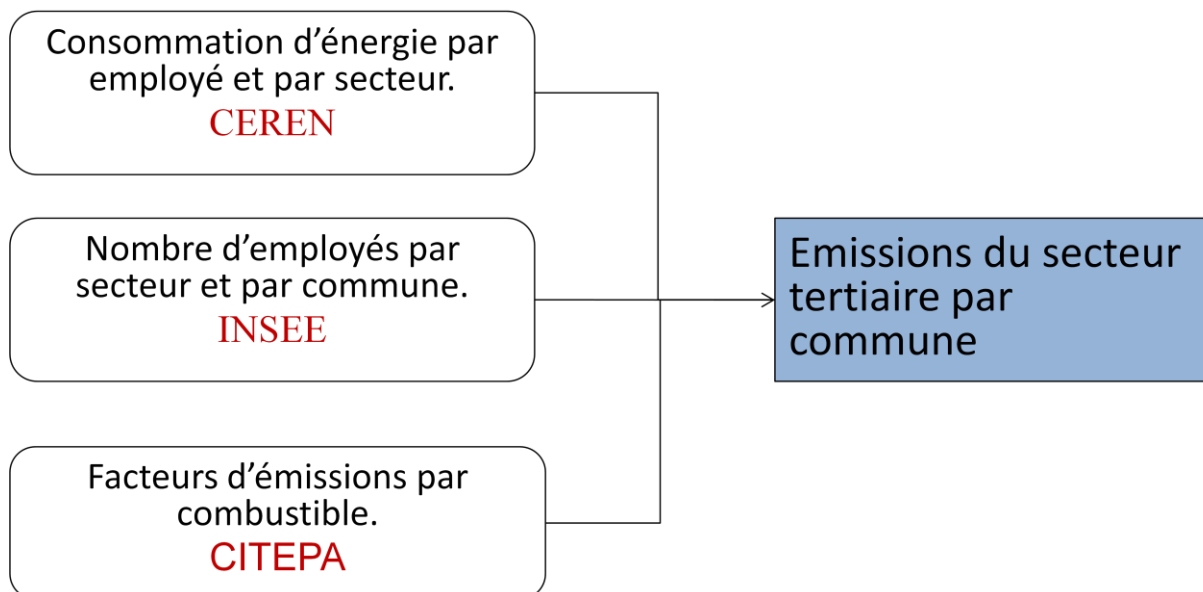 Consommation d’énergie par
employé et par secteur.
CEREN
Nombre d’employés par
secteur et par commune.
INSEE
Facteurs d’émissions par
combustible.
CITEPA
Emissions du secteur
tertiaire par
commune